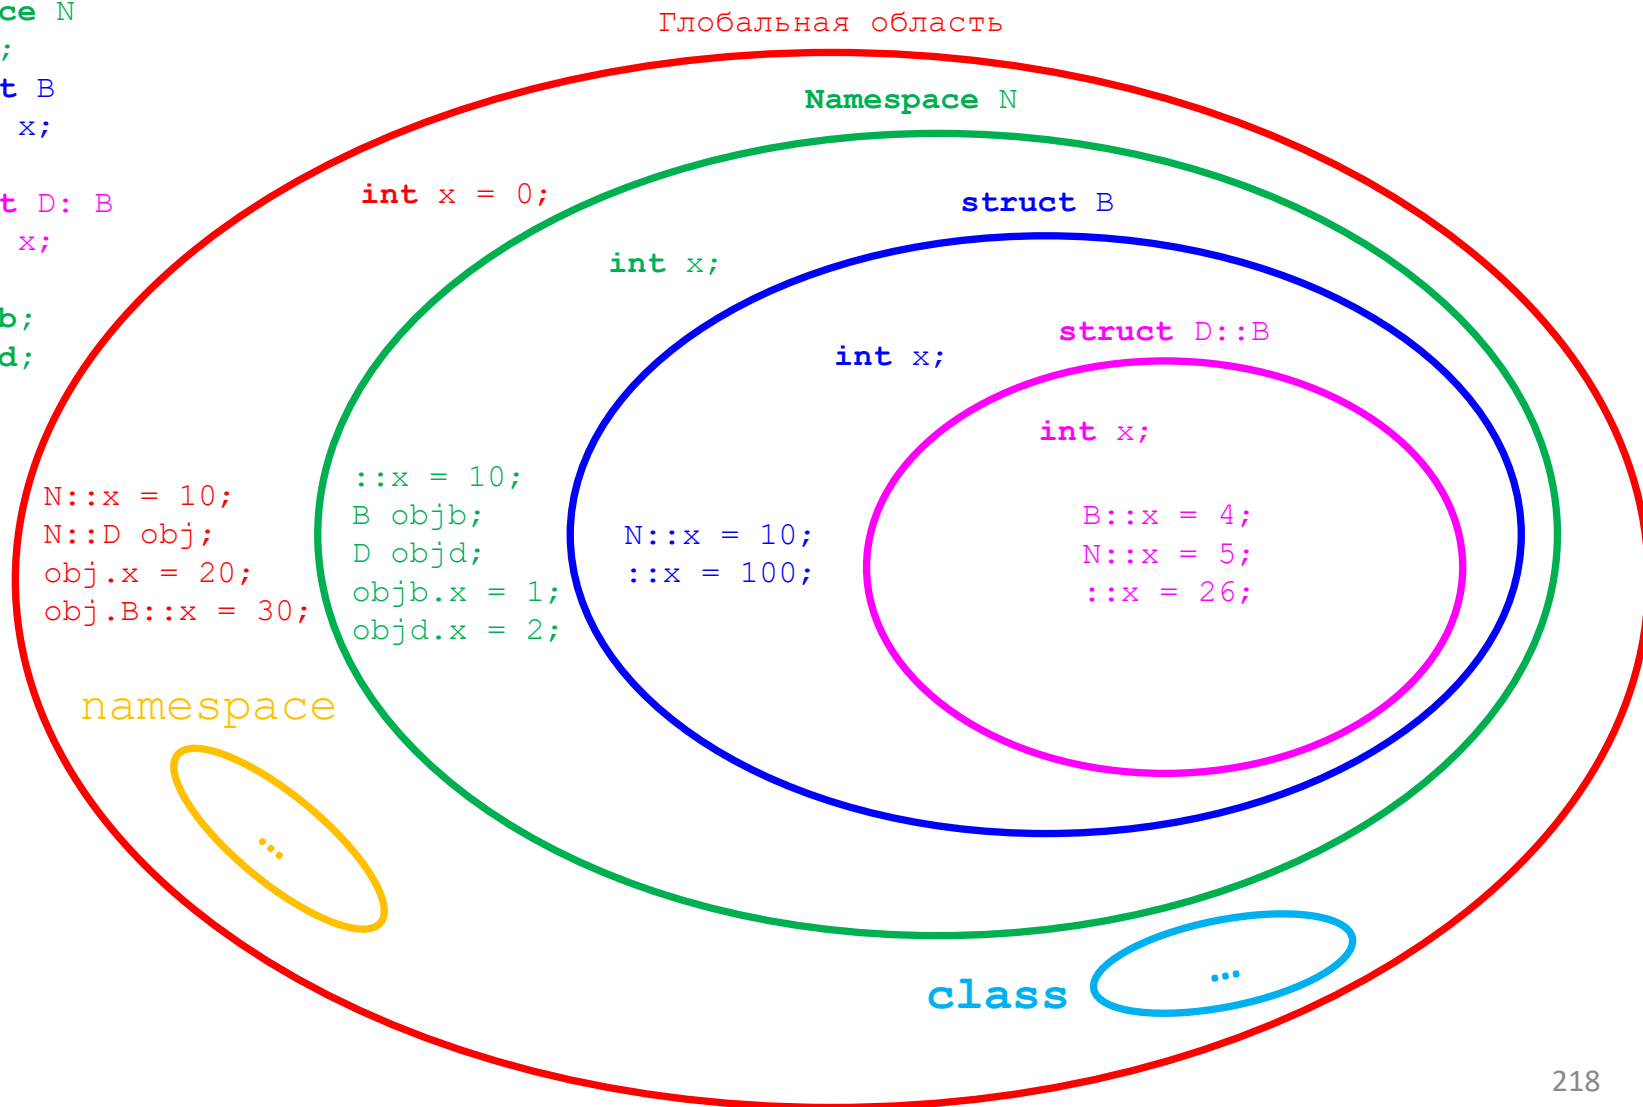 ce N
;
t B
x;
t D: B
x;
b;
d;
Глобальная область
Namespace N
int x = 0;
struct B
int x;
struct D::B
int x;
int x;
N::x = 10;
N::D obj;
obj.x = 20;
obj.B::x = 30;
::x = 10;
B objb;
D objd;
objb.x = 1;
objd.x = 2;
N::x = 10;
::x = 100;
B::x = 4;
N::x = 5;
::x = 26;
namespace
…
class
…
218